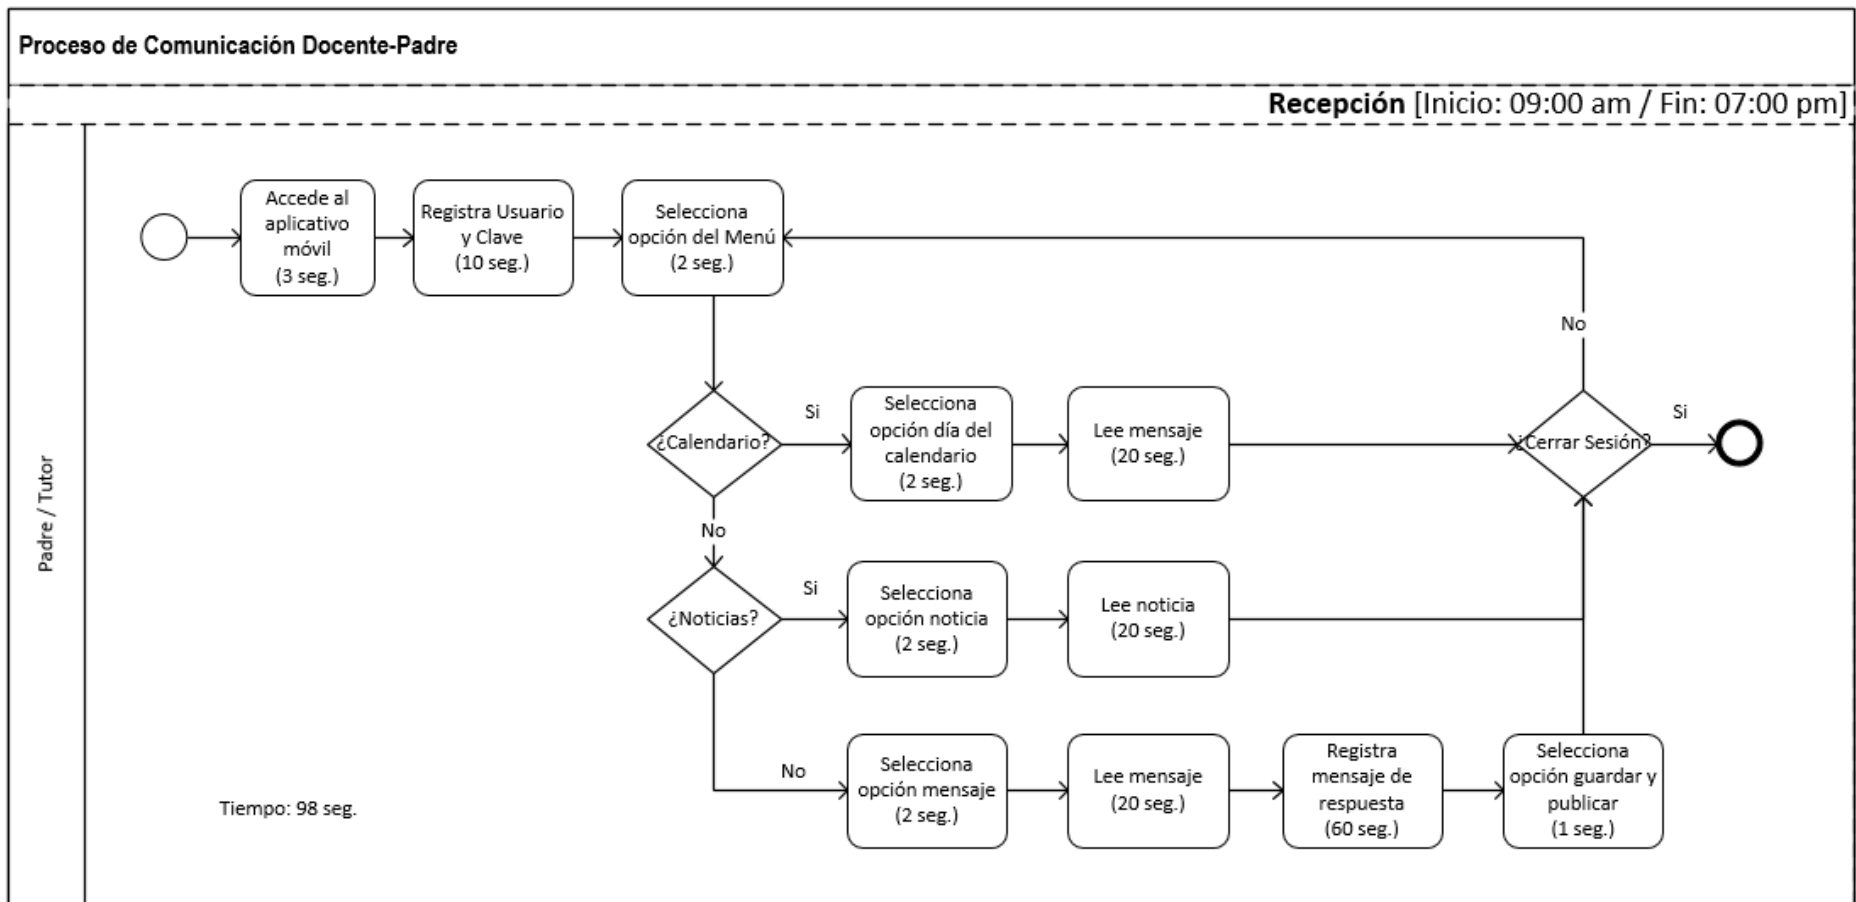 Proceso de Comunicación Docente-Padre
Recepción [Inicio: 09:00 am / Fin: 07:00 pm]
Padre / Tutor
Accede al
aplicativo
móvil
(3 seg.)
Registra Usuario
y Clave
(10 seg.)
Selecciona
opción del Menú
(2 seg.)
No
¿Calendario?
Si
Selecciona
opción día del
calendario
(2 seg.)
Lee mensaje
(20 seg.)
¿Cerrar Sesión?
Si
No
¿Noticias?
Si
Selecciona
opción noticia
(2 seg.)
Lee noticia
(20 seg.)
No
Selecciona
opción mensaje
(2 seg.)
Lee mensaje
(20 seg.)
Registra
mensaje de
respuesta
(60 seg.)
Selecciona
opción guardar y
publicar
(1 seg.)
Tiempo: 98 seg.